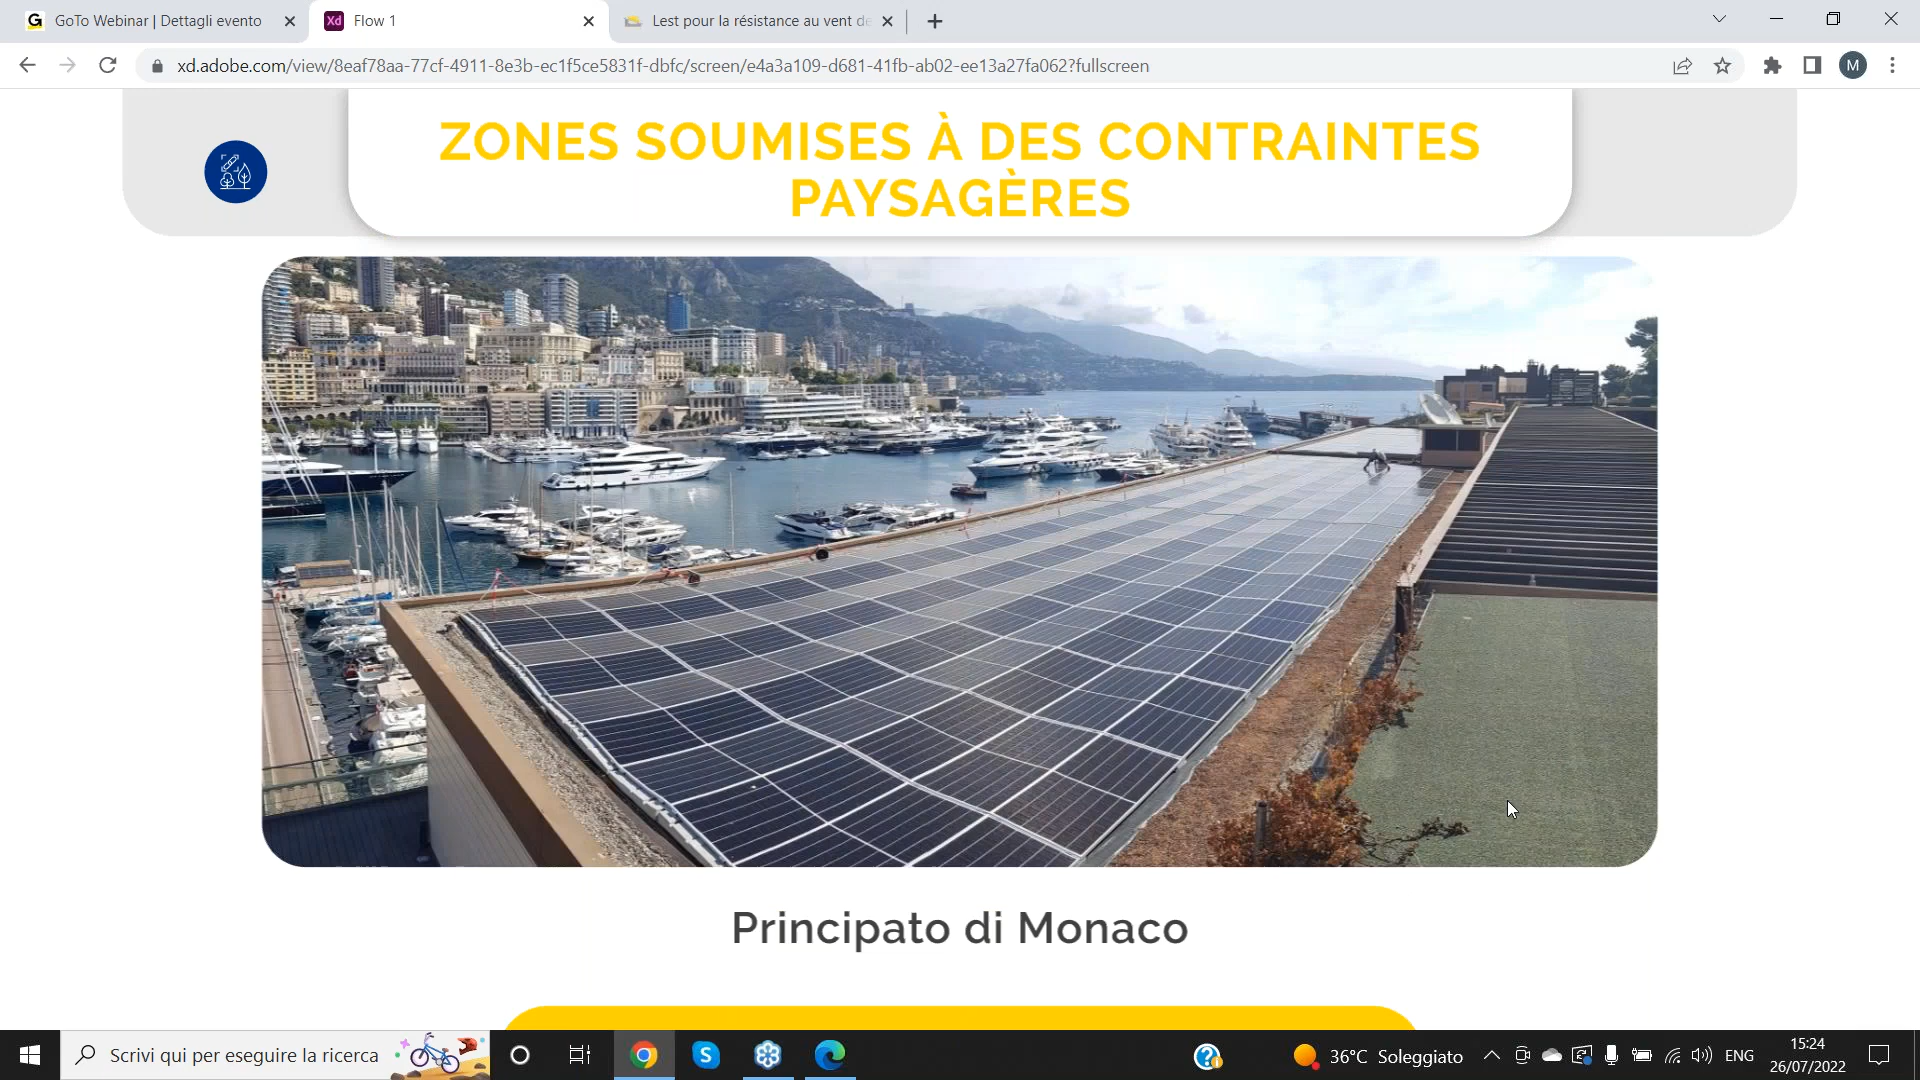 GoTo Webinar | Dettagli evento
Flow 1
Lest pour la résistance au vent de
xd.adobe.com/view/8eaf78aa-77cf-4911-8e3b-ec1f5ce5831f-dbfc/screen/e4a3a109-d681-41fb-ab02-ee13a27fa062?fullscreen
M
ZONES SOUMISES À DES CONTRAINTES
PAYSAGÈRES
Principato di Monaco
Scrivi qui per eseguire la ricerca
36°C Soleggiato
ENG
15:24
26/07/2022